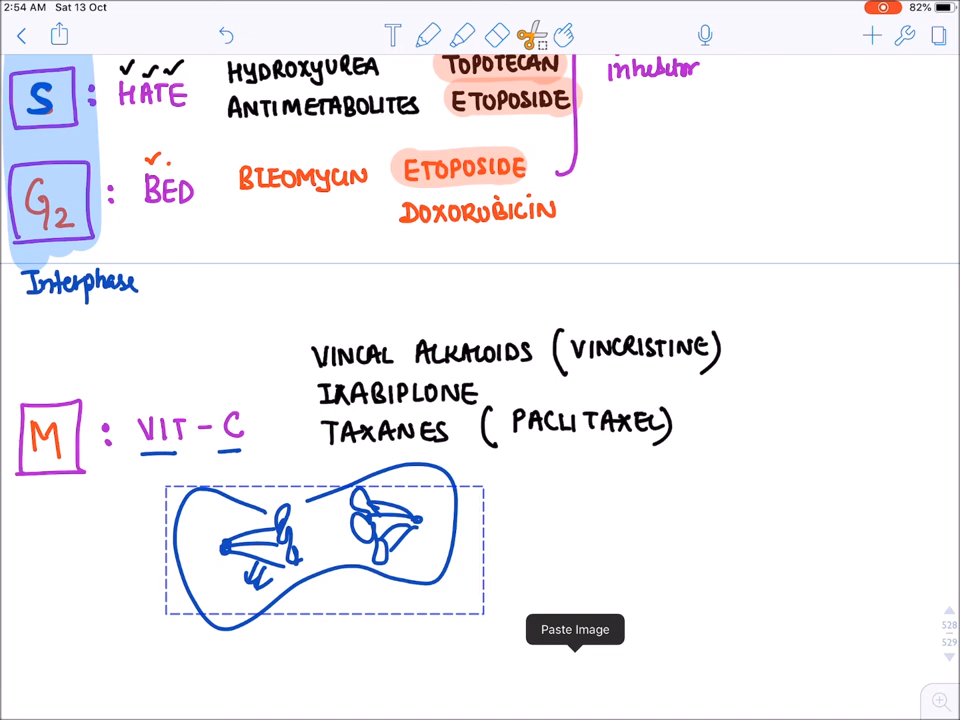 2:54 AM Sat 13 Oct
82%
T
S : HATE
HYDROXYUREA
TOPOTECAN
ANTIMETABOLITES
ETOPOSIDE
inhibitor
G2 : BED
BLEOMYCIN
ETOPOSIDE
DOXORUBICIN
Interphase
VINCAL ALKALOIDS (VINCRISTINE)
IXABIPLONE
TAXANES (PACLITAXEL)
M : VIT - C
Paste Image
528
529